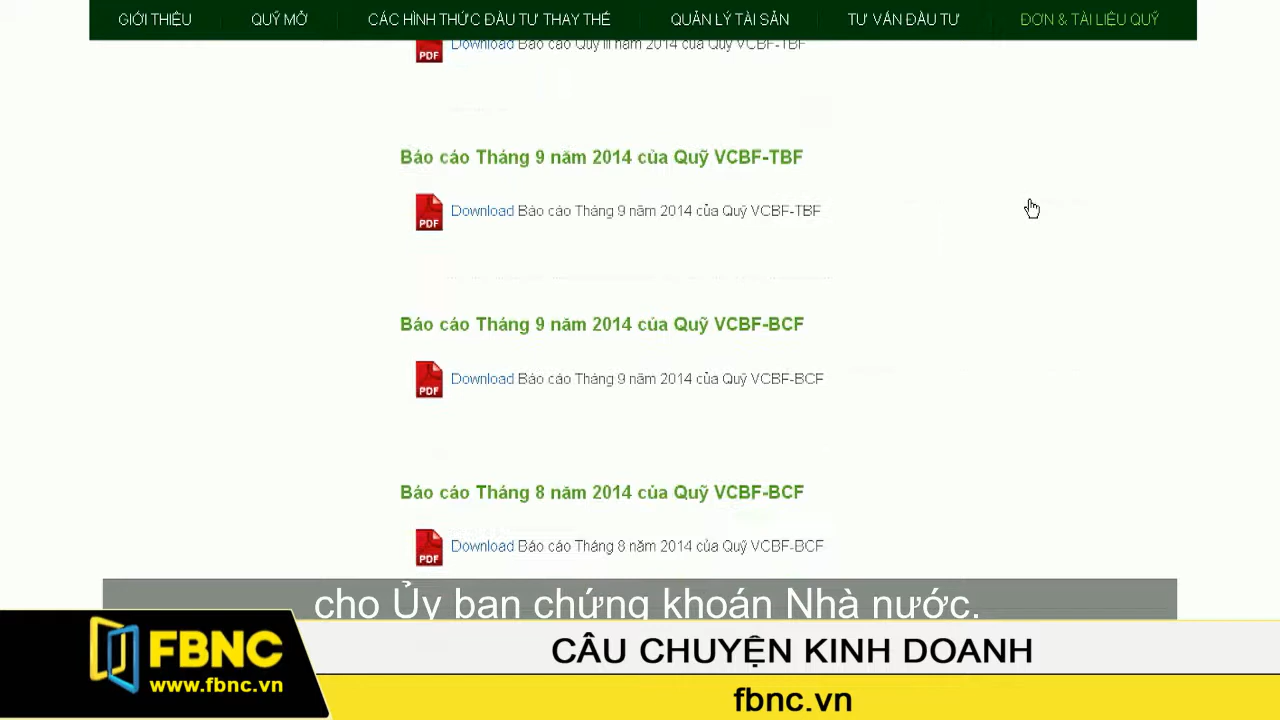 GIỚI THIỆU QUỸ MỞ CÁC HÌNH THỨC ĐẦU TƯ THAY THẾ QUẢN LÝ TÀI SẢN TƯ VẤN ĐẦU TƯ ĐƠN & TÀI LIỆU QUỸ
PDF Download Báo cáo Quý III năm 2014 của Quỹ VCBF-TBF
Báo cáo Tháng 9 năm 2014 của Quỹ VCBF-TBF
PDF Download Báo cáo Tháng 9 năm 2014 của Quỹ VCBF-TBF
Báo cáo Tháng 9 năm 2014 của Quỹ VCBF-BCF
PDF Download Báo cáo Tháng 9 năm 2014 của Quỹ VCBF-BCF
Báo cáo Tháng 8 năm 2014 của Quỹ VCBF-BCF
PDF Download Báo cáo Tháng 8 năm 2014 của Quỹ VCBF-BCF
cho Ủy ban chứng khoán Nhà nước.
FBNC
www.fbnc.vn
CÂU CHUYỆN KINH DOANH
fbnc.vn